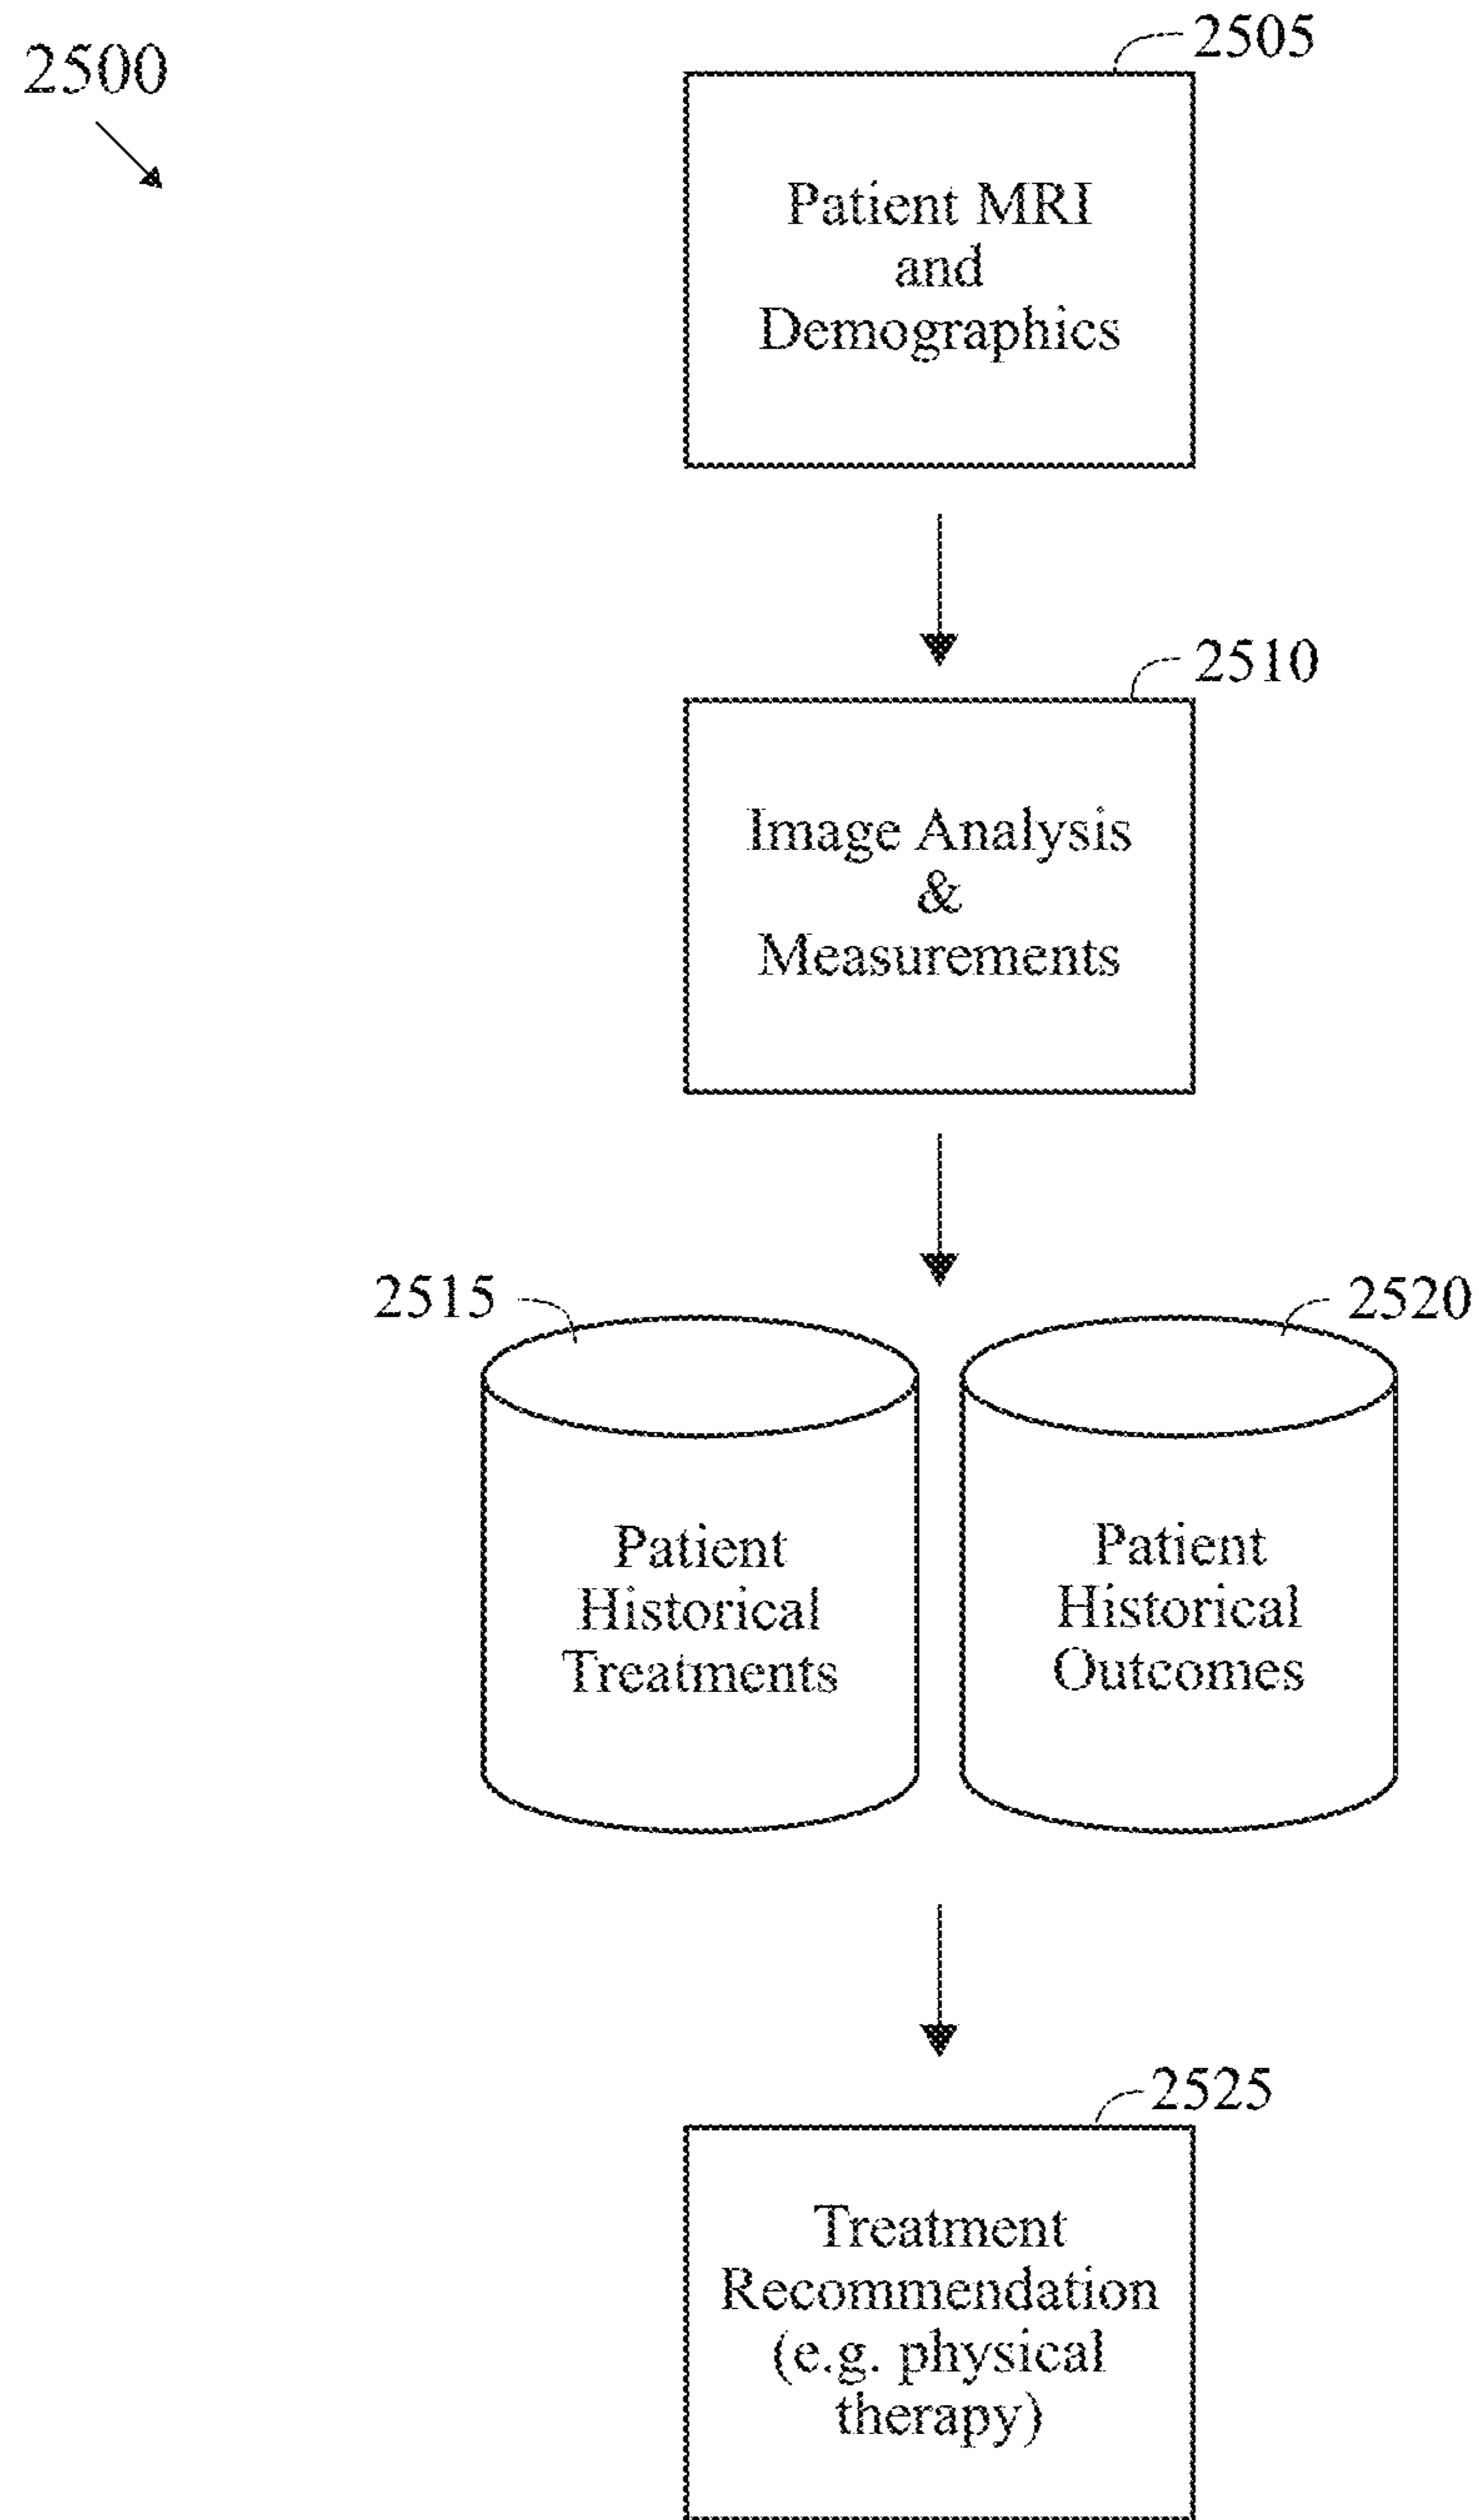 2500
2505
Patient MRI
and
Demographics
2510
Image Analysis
&
Measurements
2515
2520
Patient
Historical
Treatments
Patient
Historical
Outcomes
2525
Treatment
Recommendation
(e.g. physical
therapy)